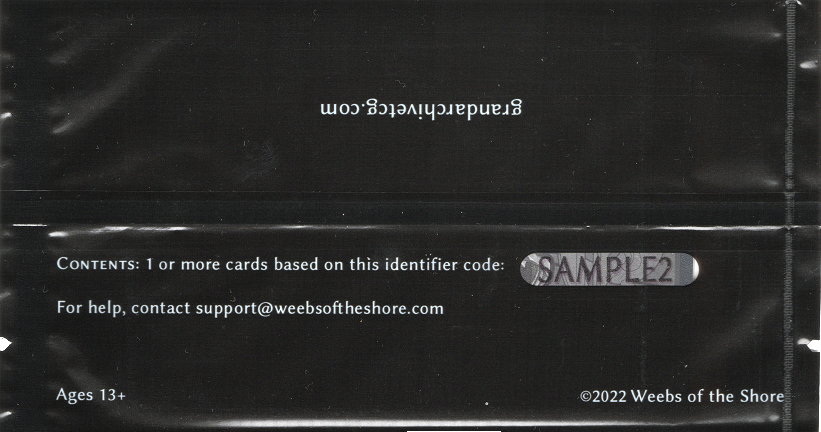 grandarchivetcg.com
CONTENTS: 1 or more cards based on this identifier code: SAMPLE2
For help, contact support@weebsoftheshore.com
Ages 13+ ©2022 Weebs of the Shore